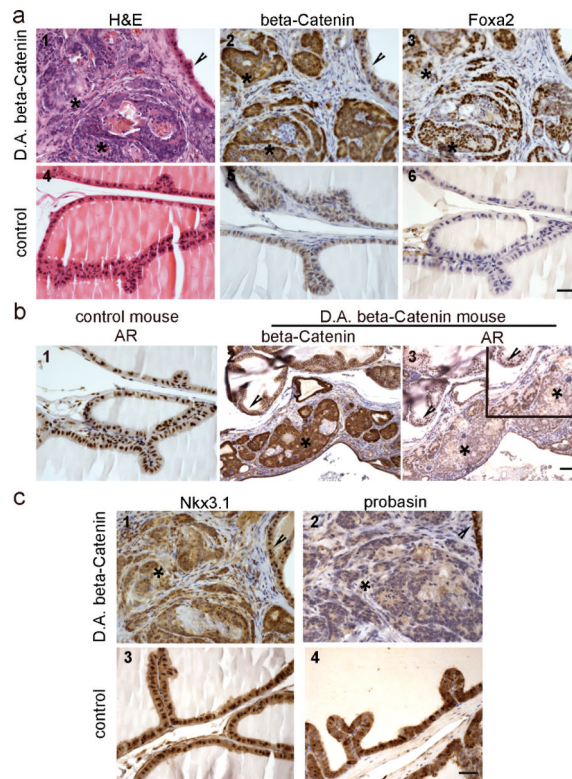 a
H&E
beta-Catenin
Foxa2
D.A. beta-Catenin
1
2
3
control
4
5
6
b
control mouse
D.A. beta-Catenin mouse
AR
beta-Catenin
AR
1
2
3
c
Nkx3.1
probasin
D.A. beta-Catenin
1
2
control
3
4